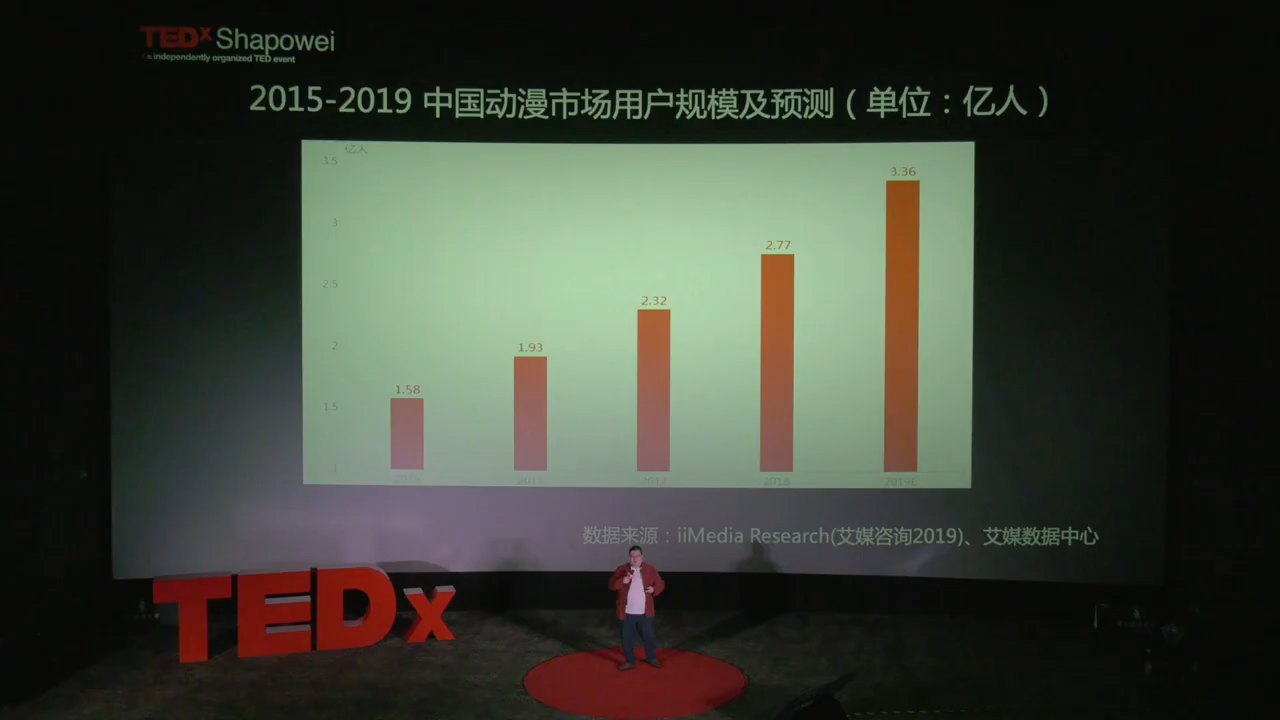 TEDxShapowei
x = independently organized TED event
2015-2019 中国动漫市场用户规模及预测（单位：亿人）
亿人
3.5
3
2.5
2
1.5
1
1.58
1.93
2.32
2.77
3.36
2018
2019E
数据来源：iiMedia Research(艾媒咨询2019)、艾媒数据中心
TEDx